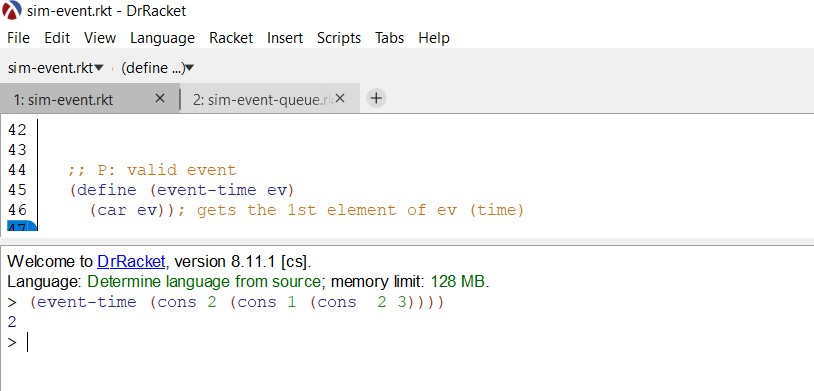 sim-event.rkt - DrRacket
File Edit View Language Racket Insert Scripts Tabs Help
sim-event.rkt▾ (define ...)▾
1: sim-event.rkt × 2: sim-event-queue.r × +
42
43
44 ;; P: valid event
45 (define (event-time ev)
46 (car ev)); gets the 1st element of ev (time)
47
Welcome to DrRacket, version 8.11.1 [cs].
Language: Determine language from source; memory limit: 128 MB.
> (event-time (cons 2 (cons 1 (cons  2 3))))
2
>